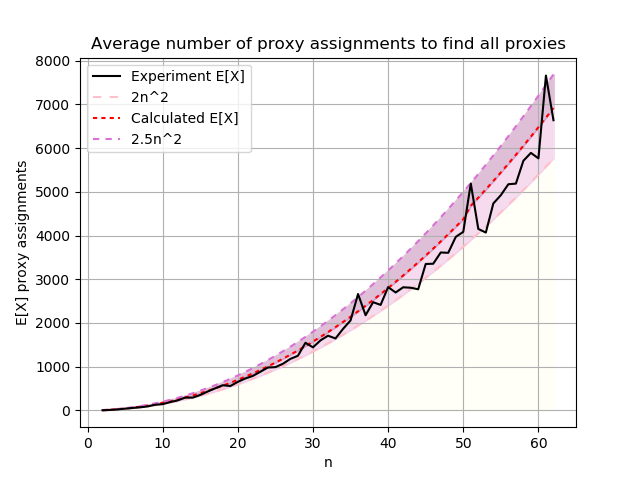 Average number of proxy assignments to find all proxies
8000
7000
6000
5000
4000
3000
2000
1000
0
E[X] proxy assignments
Experiment E[X]
2n^2
Calculated E[X]
2.5n^2
0 10 20 30 40 50 60
n